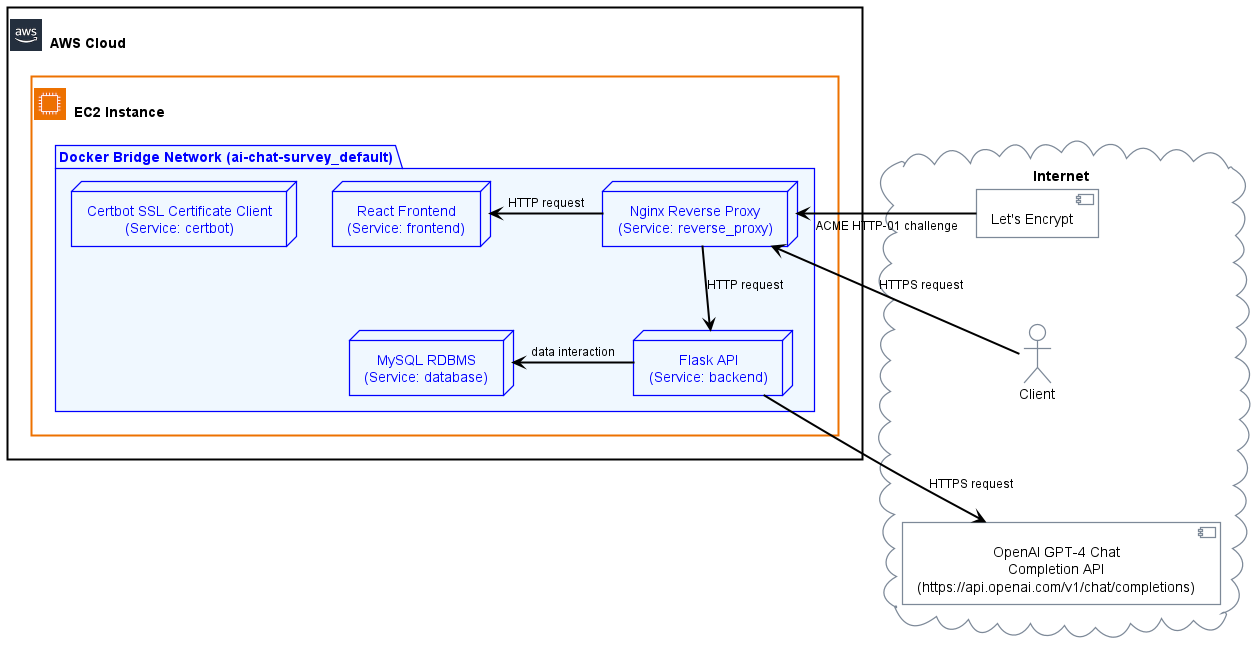 aws
AWS Cloud
EC2 Instance
Docker Bridge Network (ai-chat-survey_default)
Certbot SSL Certificate Client
(Service: certbot)
React Frontend
(Service: frontend)
HTTP request
Nginx Reverse Proxy
(Service: reverse_proxy)
ACME HTTP-01 challenge
Internet
Let's Encrypt
HTTP request
HTTPS request
Client
MySQL RDBMS
(Service: database)
data interaction
Flask API
(Service: backend)
HTTPS request
OpenAI GPT-4 Chat
Completion API
(https://api.openai.com/v1/chat/completions)